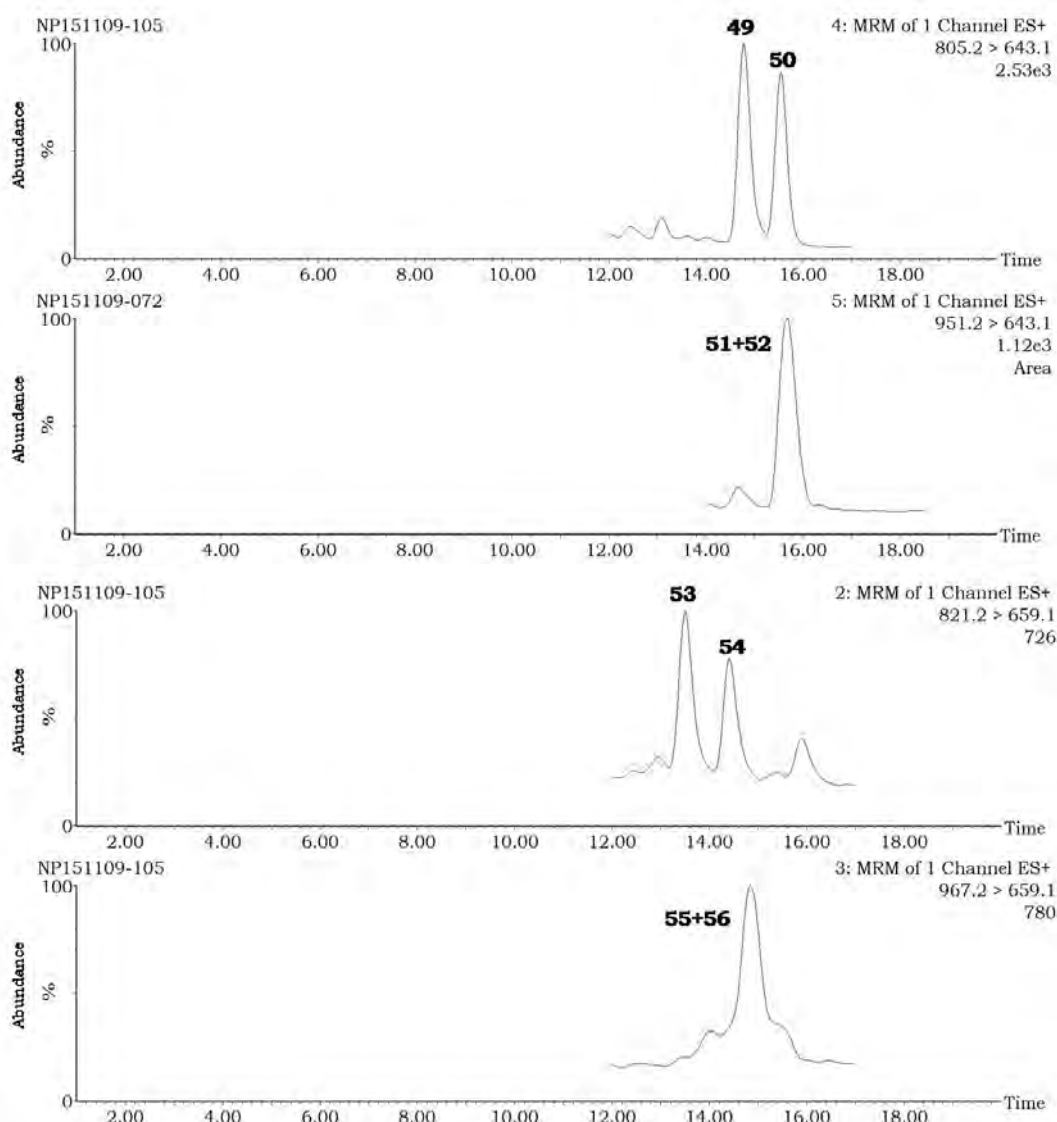 NP151109-105
4: MRM of 1 Channel ES+
805.2 > 643.1
2.53e3
49
50
100
Abundance
%
0
2.00 4.00 6.00 8.00 10.00 12.00 14.00 16.00 18.00
Time
NP151109-072
5: MRM of 1 Channel ES+
951.2 > 643.1
1.12e3
Area
51+52
100
Abundance
%
0
2.00 4.00 6.00 8.00 10.00 12.00 14.00 16.00 18.00
Time
NP151109-105
2: MRM of 1 Channel ES+
821.2 > 659.1
726
53
54
100
Abundance
%
0
2.00 4.00 6.00 8.00 10.00 12.00 14.00 16.00 18.00
Time
NP151109-105
3: MRM of 1 Channel ES+
967.2 > 659.1
780
55+56
100
Abundance
%
0
2.00 4.00 6.00 8.00 10.00 12.00 14.00 16.00 18.00
Time